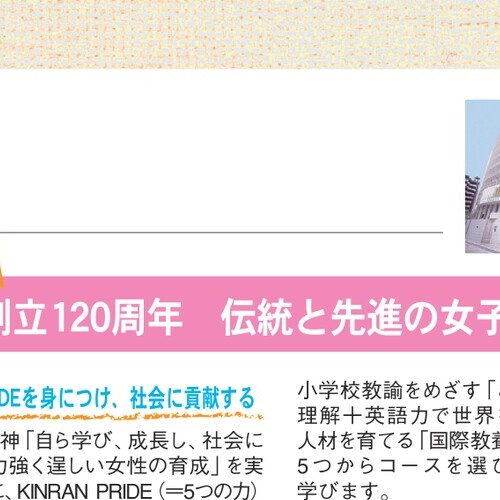 創立120周年 伝統と先進の女子
IDEを身につけ、社会に貢献する
神「自ら学び、成長し、社会に
力強く逞しい女性の育成」を実
に、KINRAN PRIDE(＝5つの力)
小学校教諭をめざす「
理解＋英語力で世界
人材を育てる「国際教養
5つからコースを選び
学びます。